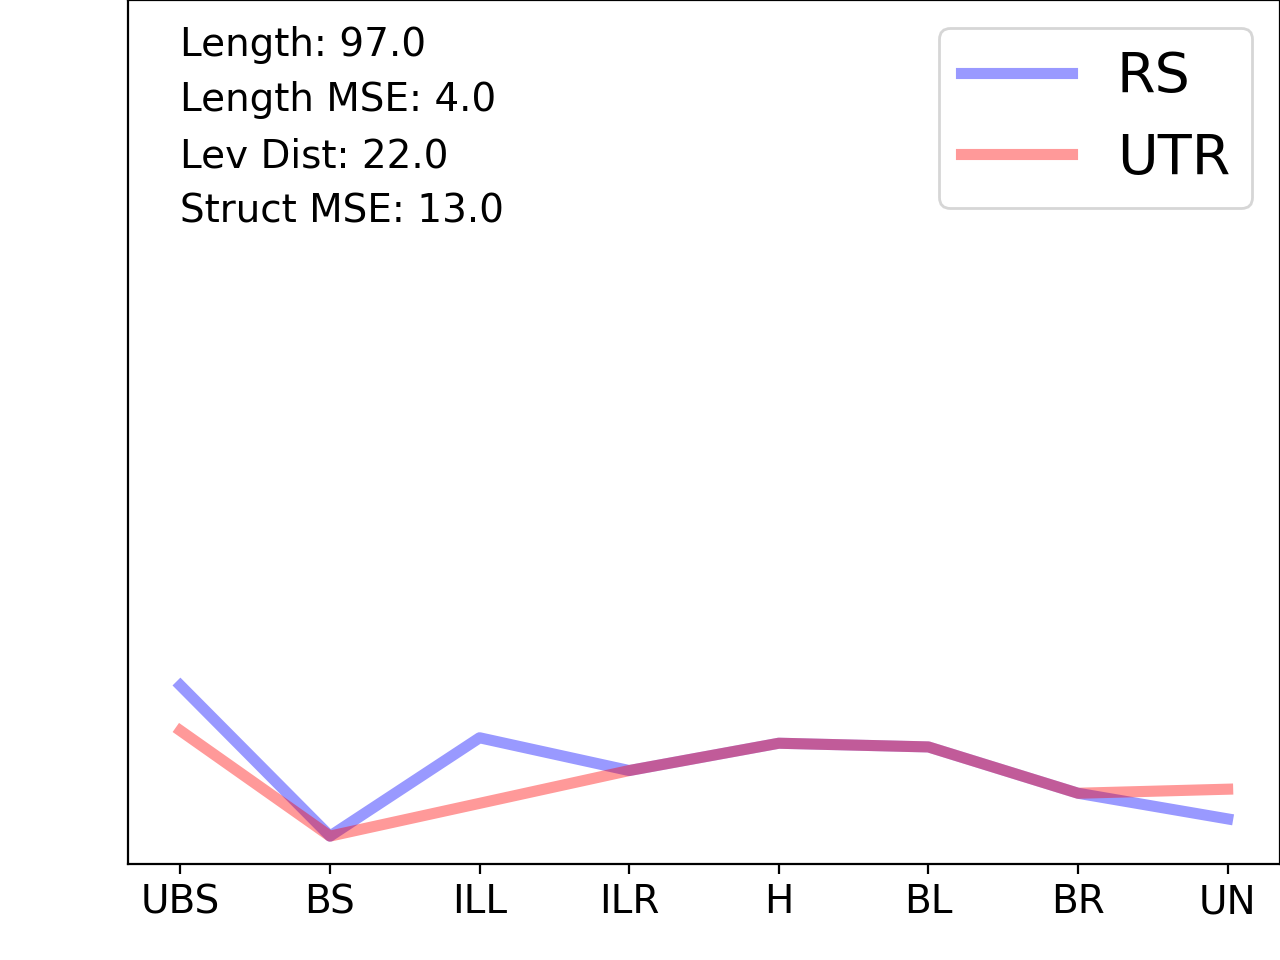 Length: 97.0
Length MSE: 4.0
Lev Dist: 22.0
Struct MSE: 13.0
RS
UTR
UBS BS ILL ILR H BL BR UN